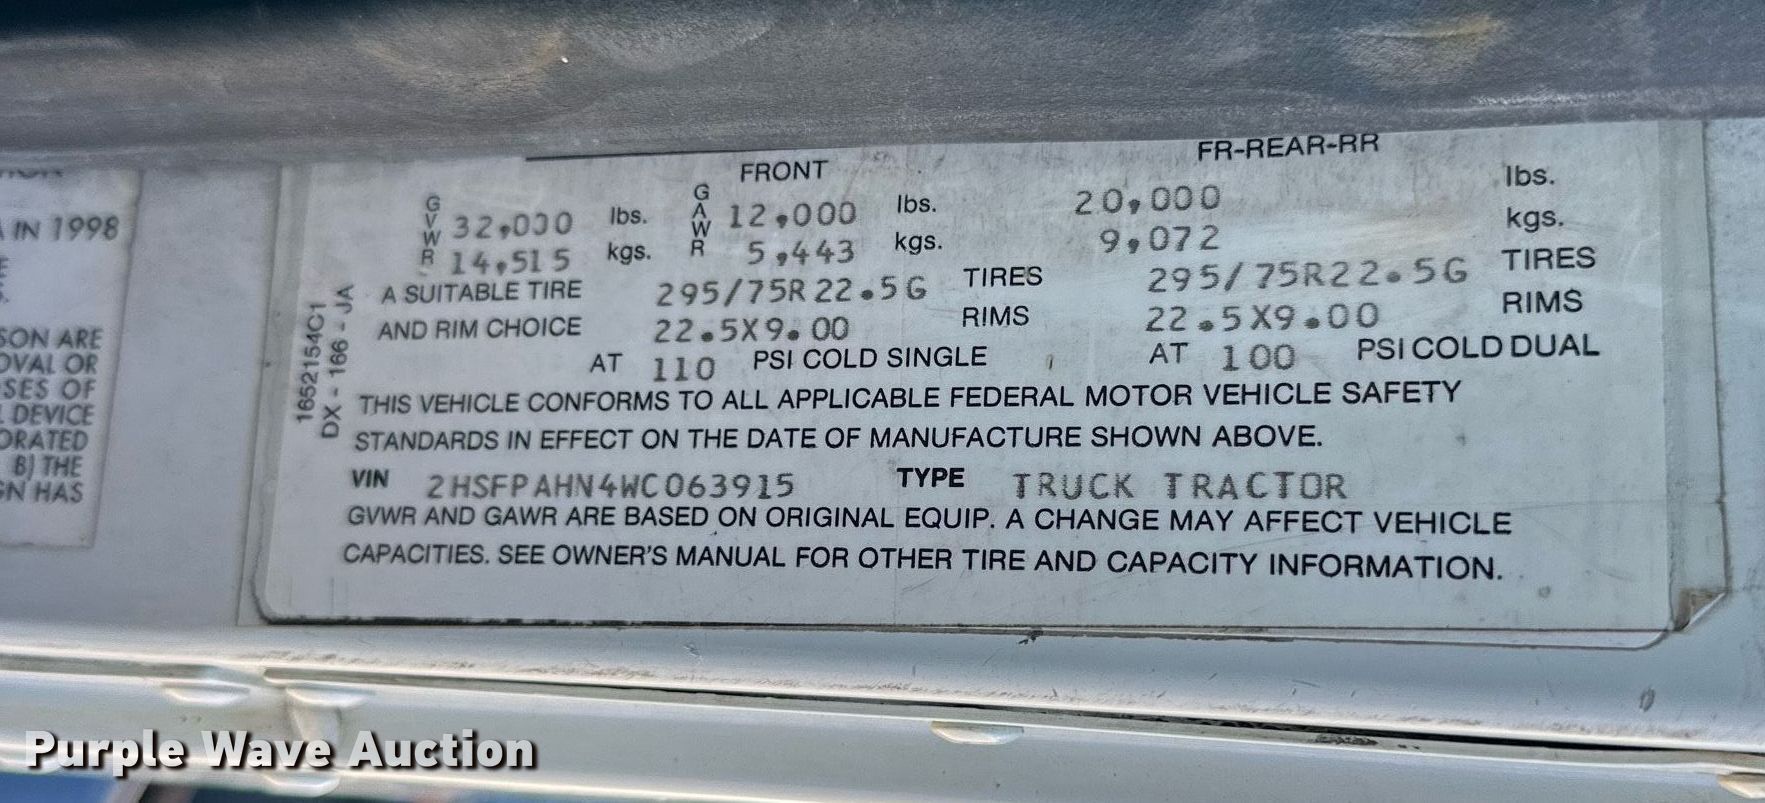 IN 1998
SON ARE
OVAL OR
SES OF
DEVICE
ORATED
B) THE
GN HAS
1652154C1
DX - 166 - JA
FRONT
FR-REAR-RR
GVWR 32,000 lbs. GAWR 12,000 lbs. 20,000 lbs.
14,515 kgs. 5,443 kgs. 9,072 kgs.
A SUITABLE TIRE 295/75R22.5G TIRES 295/75R22.5G TIRES
AND RIM CHOICE 22.5X9.00 RIMS 22.5X9.00 RIMS
AT 110 PSI COLD SINGLE AT 100 PSI COLD DUAL
THIS VEHICLE CONFORMS TO ALL APPLICABLE FEDERAL MOTOR VEHICLE SAFETY
STANDARDS IN EFFECT ON THE DATE OF MANUFACTURE SHOWN ABOVE.
VIN 2HSFPAHN4WC063915 TYPE TRUCK TRACTOR
GVWR AND GAWR ARE BASED ON ORIGINAL EQUIP. A CHANGE MAY AFFECT VEHICLE
CAPACITIES. SEE OWNER'S MANUAL FOR OTHER TIRE AND CAPACITY INFORMATION.
Purple Wave Auction